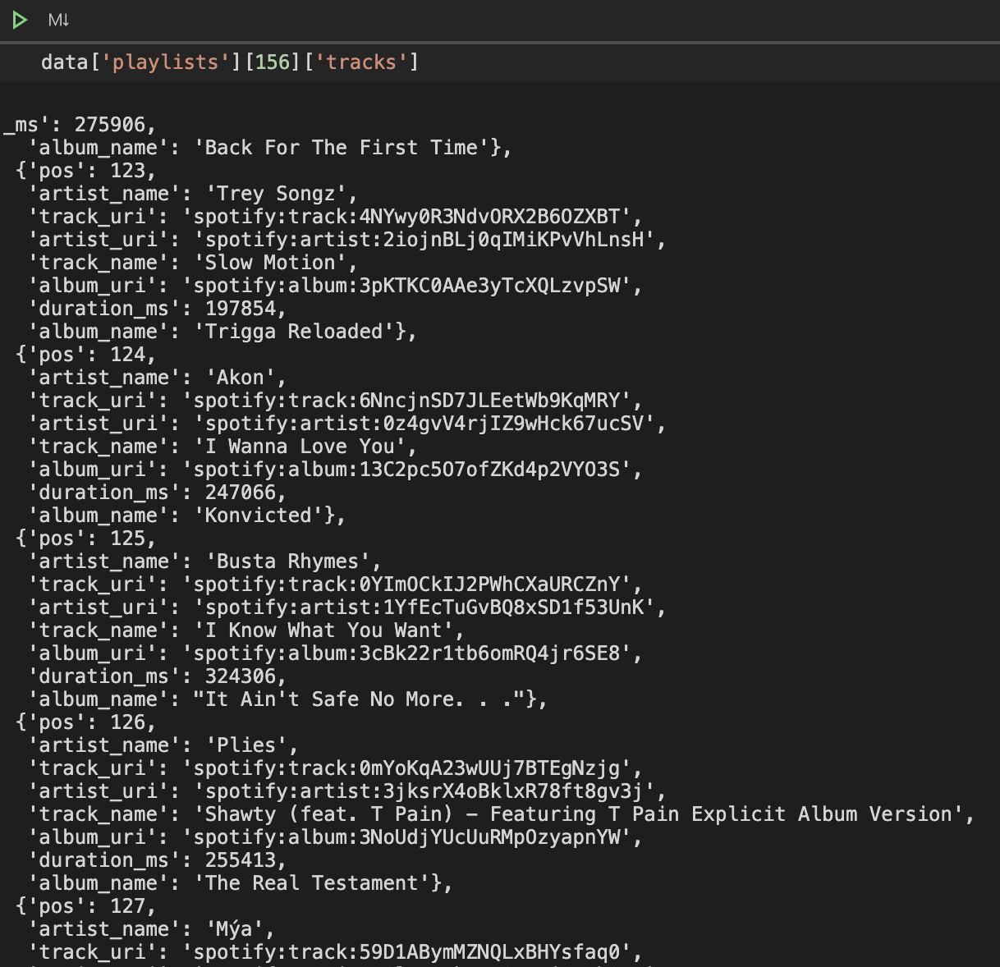 M↓
data['playlists'][156]['tracks']
_ms': 275906,
'album_name': 'Back For The First Time'},
{'pos': 123,
'artist_name': 'Trey Songz',
'track_uri': 'spotify:track:4NYwy0R3NdvORX2B6OZXBT',
'artist_uri': 'spotify:artist:2iojnBLj0qIMiKPvVhLnsH',
'track_name': 'Slow Motion',
'album_uri': 'spotify:album:3pKTKC0AAe3yTcXQLzvpSW',
'duration_ms': 197854,
'album_name': 'Trigga Reloaded'},
{'pos': 124,
'artist_name': 'Akon',
'track_uri': 'spotify:track:6NncjnSD7JLEetWb9KqMRY',
'artist_uri': 'spotify:artist:0z4gvV4rjIZ9wHck67ucSV',
'track_name': 'I Wanna Love You',
'album_uri': 'spotify:album:13C2pc5O7ofZKd4p2VYO3S',
'duration_ms': 247066,
'album_name': 'Konvicted'},
{'pos': 125,
'artist_name': 'Busta Rhymes',
'track_uri': 'spotify:track:0YImOCkIJ2PWhCXaURCZnY',
'artist_uri': 'spotify:artist:1YfEcTuGvBQ8xSD1f53UnK',
'track_name': 'I Know What You Want',
'album_uri': 'spotify:album:3cBk22r1tb6omRQ4jr6SE8',
'duration_ms': 324306,
'album_name': "It Ain't Safe No More. . ."},
{'pos': 126,
'artist_name': 'Plies',
'track_uri': 'spotify:track:0mYoKqA23wUUj7BTEgNzjg',
'artist_uri': 'spotify:artist:3jksrX4oBklxR78ft8gv3j',
'track_name': 'Shawty (feat. T Pain) - Featuring T Pain Explicit Album Version',
'album_uri': 'spotify:album:3NoUdjYUcUuRMpOzyapnYW',
'duration_ms': 255413,
'album_name': 'The Real Testament'},
{'pos': 127,
'artist_name': 'Mýa',
'track_uri': 'spotify:track:59D1ABymMZNQLxBHYsfaq0',